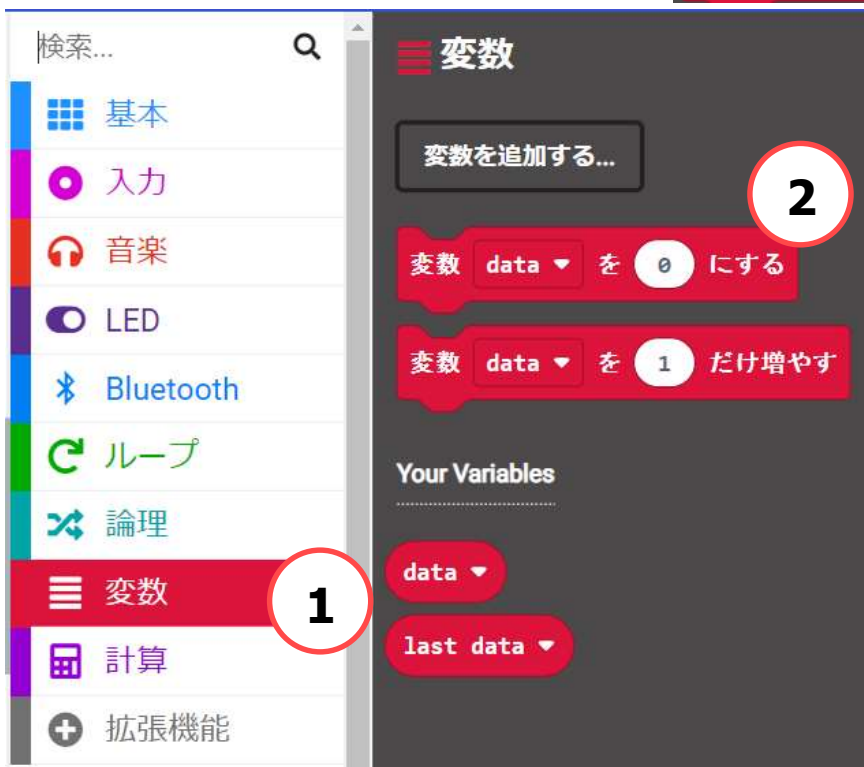 検索...
基本
入力
音楽
LED
Bluetooth
ループ
論理
変数
1
計算
拡張機能
変数
変数を追加する...
2
変数 data を 0 にする
変数 data を 1 だけ増やす
Your Variables
data
last data